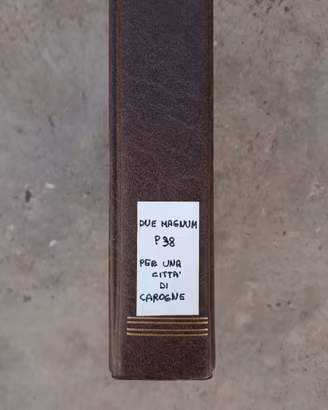 DUE MAGNUM
P38
PER UNA
CITTA'
DI
CAROGNE